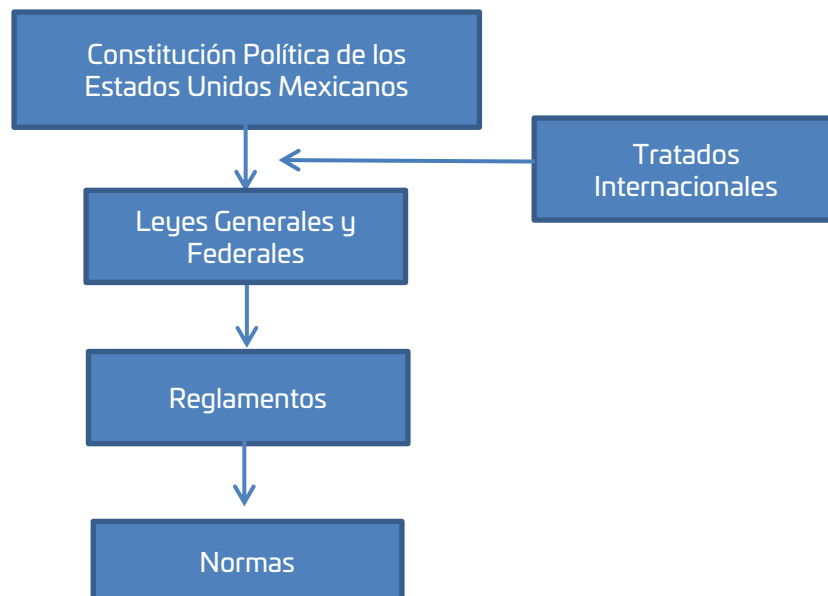 Constitución Política de los
Estados Unidos Mexicanos
Tratados
Internacionales
Leyes Generales y
Federales
Reglamentos
Normas